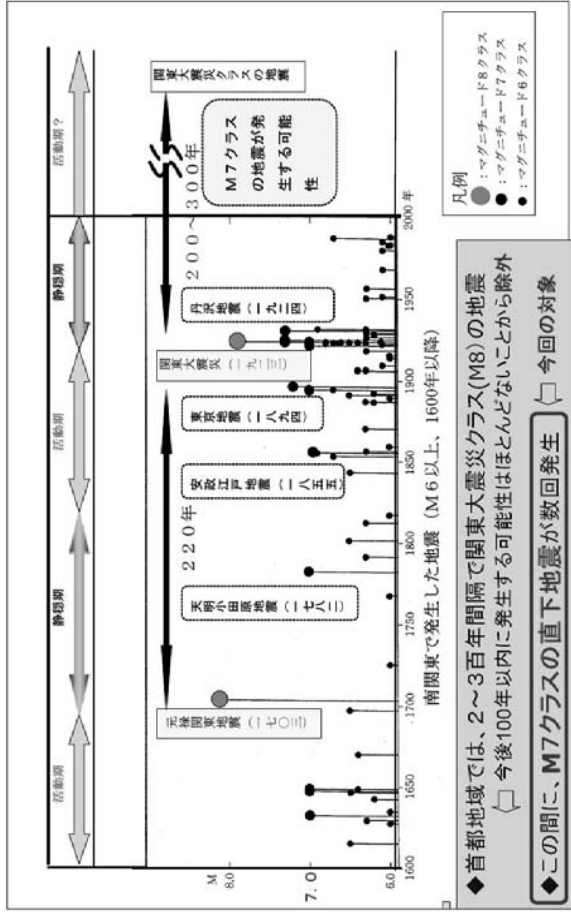 活動期
静穏期
活動期
静穏期
活動期?
220年
200~300年
M7クラス
の地震が発
生する可能
性
関東大震災クラスの地震
元禄関東地震(一七〇三)
天明小田原地震(一七八二)
安政江戸地震(一八五五)
東京地震(一八九四)
関東大震災(一九二三)
丹沢地震(一九二四)
M
8.0
7.0
6.0
1600
1650
1700
1750
1800
1850
1900
1950
2000 年
南関東で発生した地震(M6以上、1600年以降)
凡例
:マグニチュード8クラス
:マグニチュード7クラス
:マグニチュード6クラス
◆首都地域では、2~3百年間隔で関東大震災クラス(M8)の地震
⇦ 今後100年以内に発生する可能性はほとんどないことから除外
◆この間に、M7クラスの直下地震が数回発生 ⇦ 今回の対象